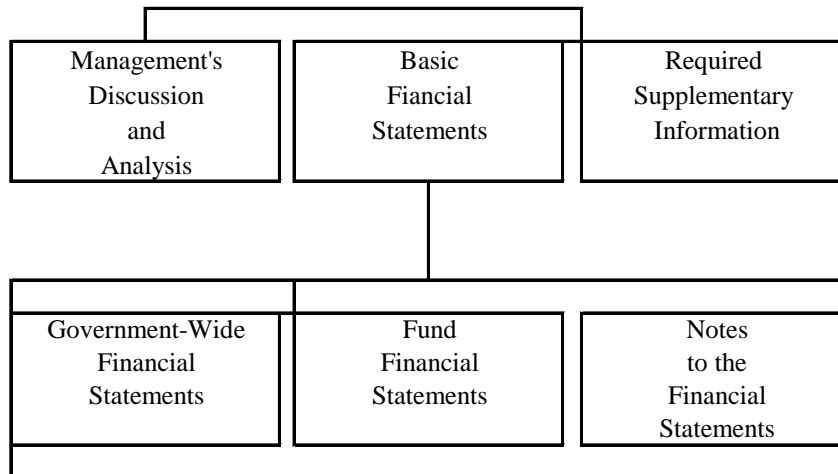 Management's
Discussion
and
Analysis
Basic
Fiancial
Statements
Required
Supplementary
Information
Government-Wide
Financial
Statements
Fund
Financial
Statements
Notes
to the
Financial
Statements